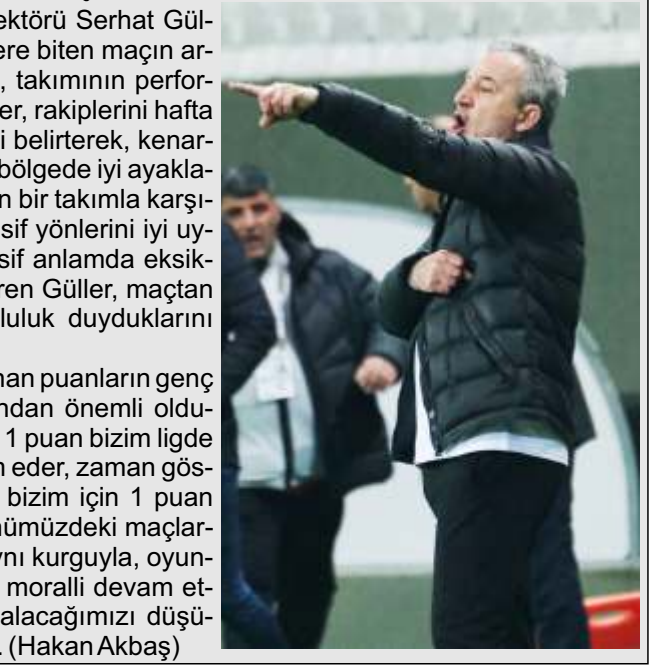 ektörü Serhat Gül-
ere biten maçın ar-
, takımının perfor-
er, rakiplerini hafta
i belirterek, kenar-
bölgede iyi ayakla-
n bir takımla karşı-
sif yönlerini iyi uy-
sif anlamda eksik-
ren Güller, maçtan
luluk duyduklarını
nan puanların genç
ından önemli oldu-
1 puan bizim ligde
n eder, zaman gös-
bizim için 1 puan
nümüzdeki maçlar-
ynı kurguyla, oyun-
moralli devam et-
alacağımızı düşü-
. (Hakan Akbaş)